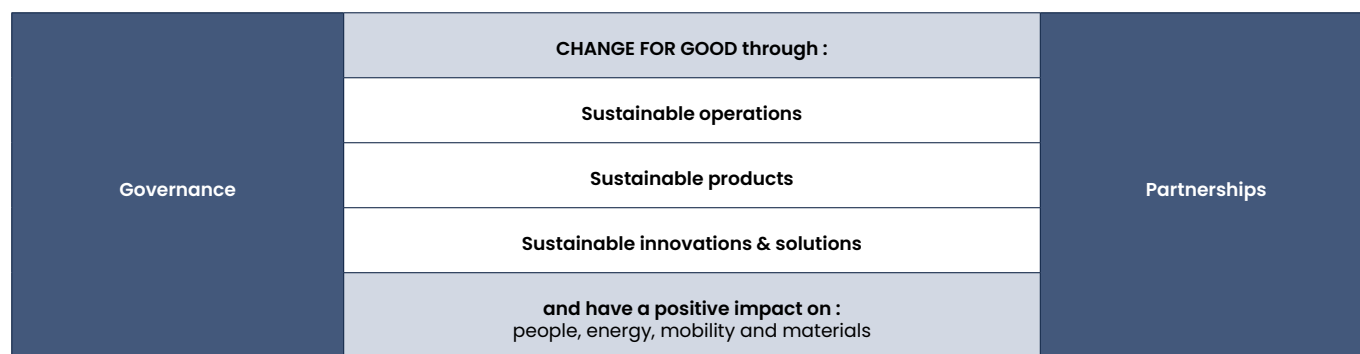 Governance
CHANGE FOR GOOD through :
Sustainable operations
Sustainable products
Sustainable innovations & solutions
and have a positive impact on :
people, energy, mobility and materials
Partnerships